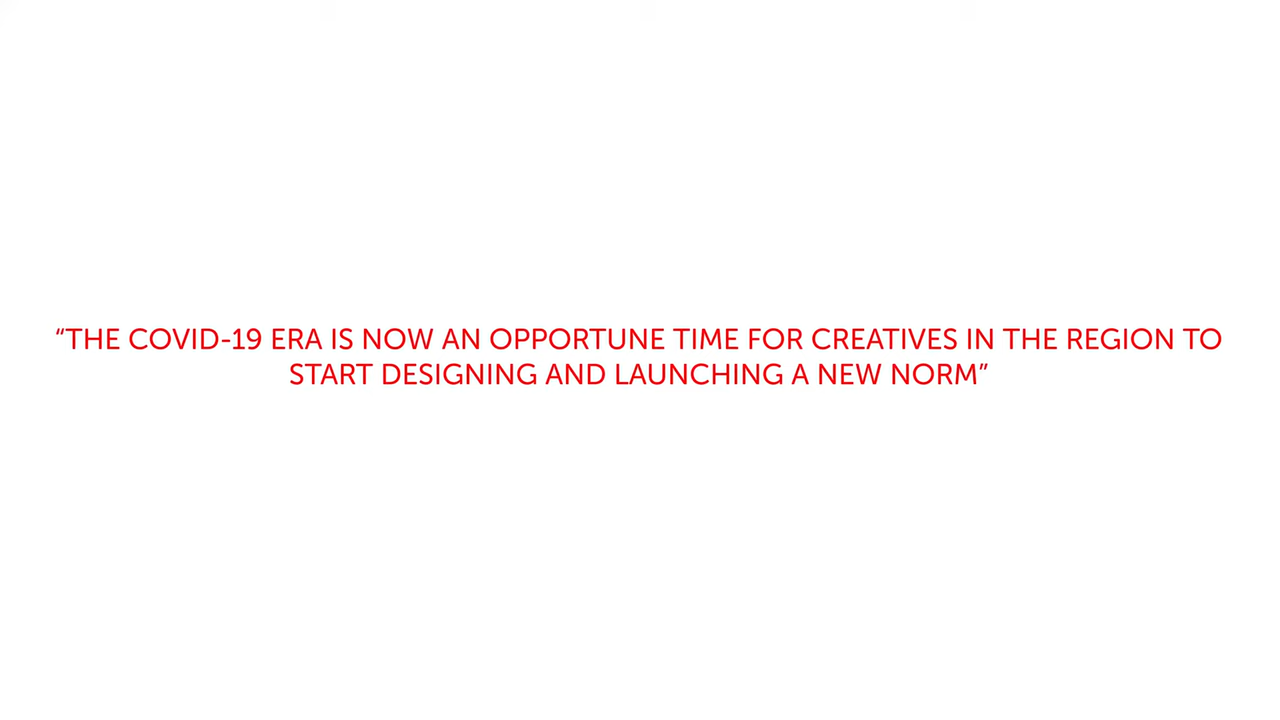 “THE COVID-19 ERA IS NOW AN OPPORTUNE TIME FOR CREATIVES IN THE REGION TO
START DESIGNING AND LAUNCHING A NEW NORM”